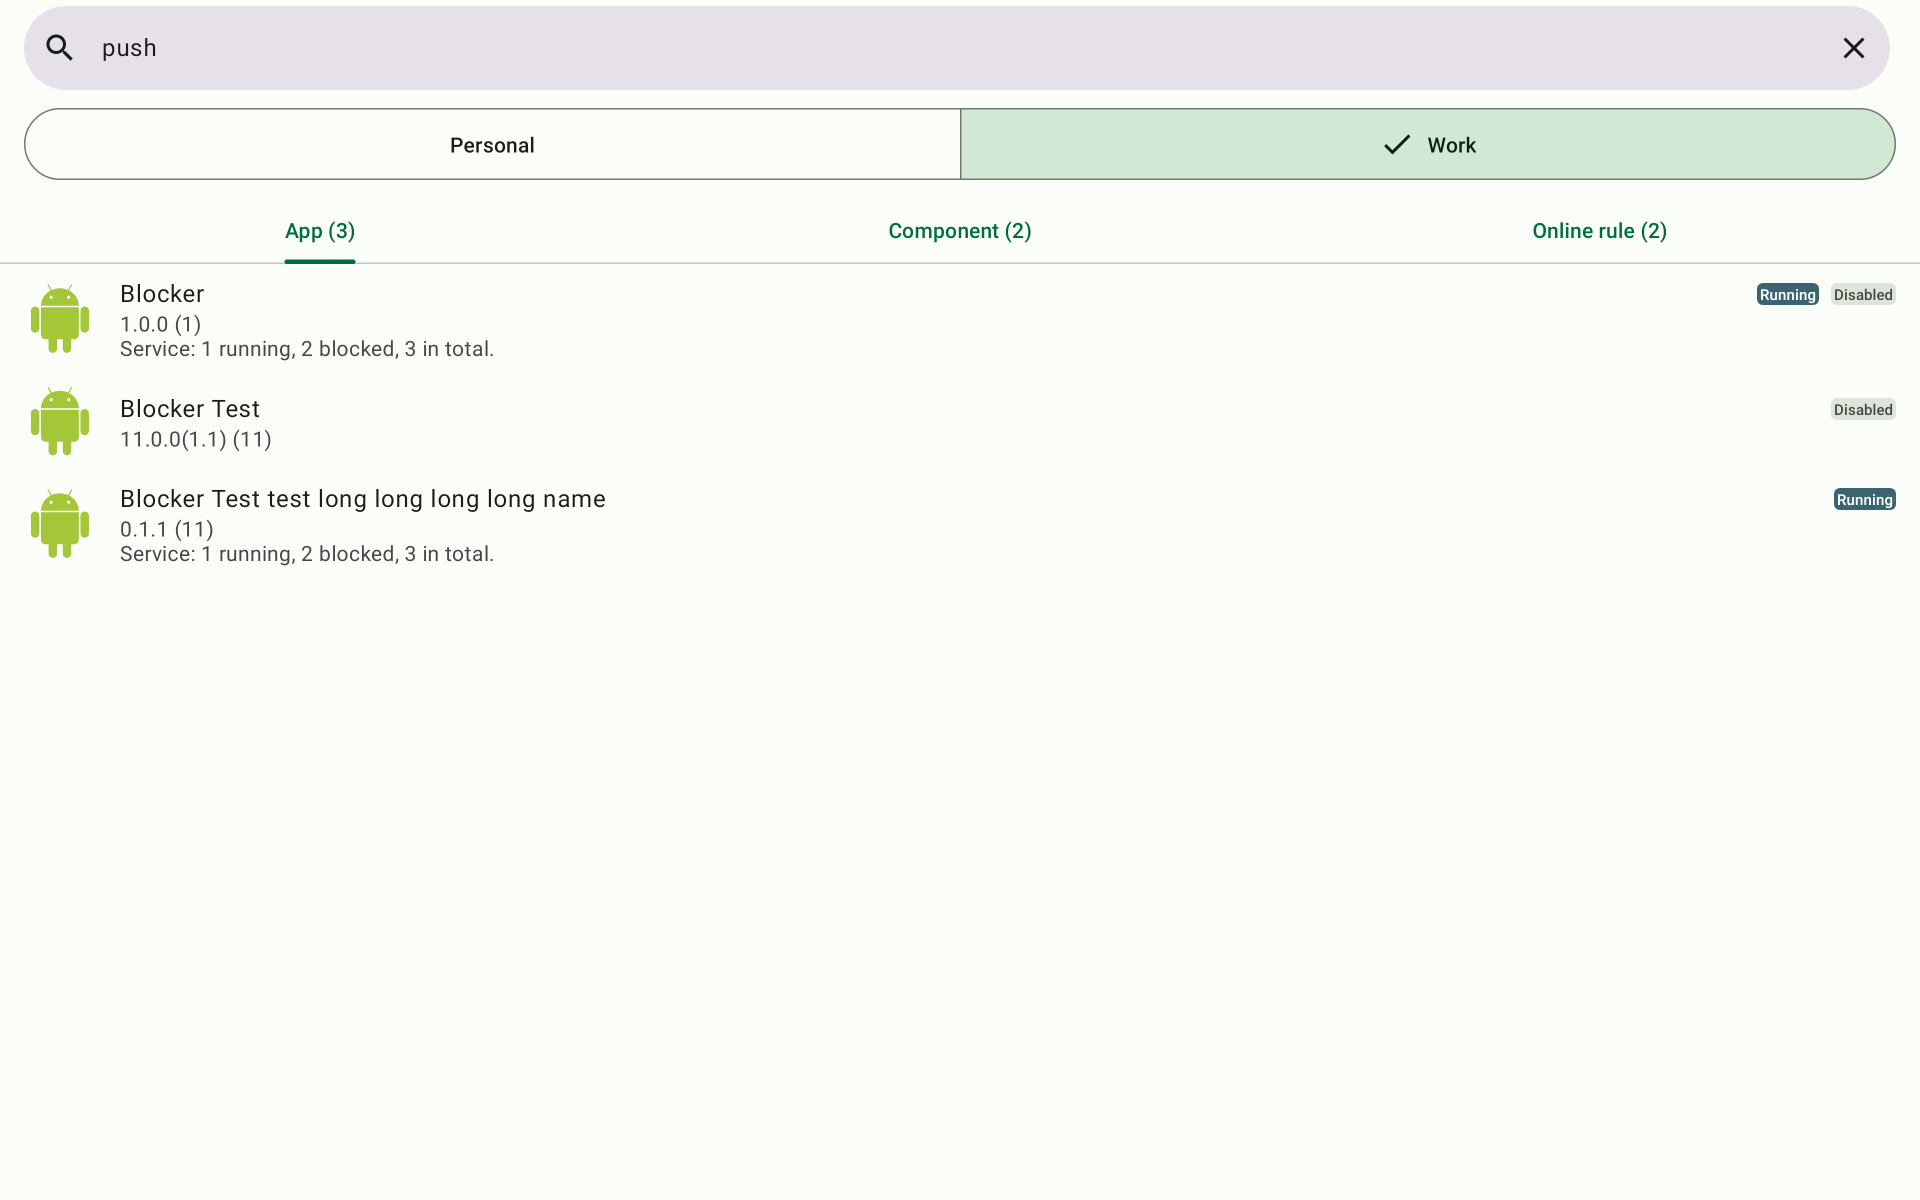 push
Personal
Work
App (3)
Component (2)
Online rule (2)
Blocker
Running
Disabled
1.0.0 (1)
Service: 1 running, 2 blocked, 3 in total.
Blocker Test
Disabled
11.0.0(1.1) (11)
Blocker Test test long long long long name
Running
0.1.1 (11)
Service: 1 running, 2 blocked, 3 in total.